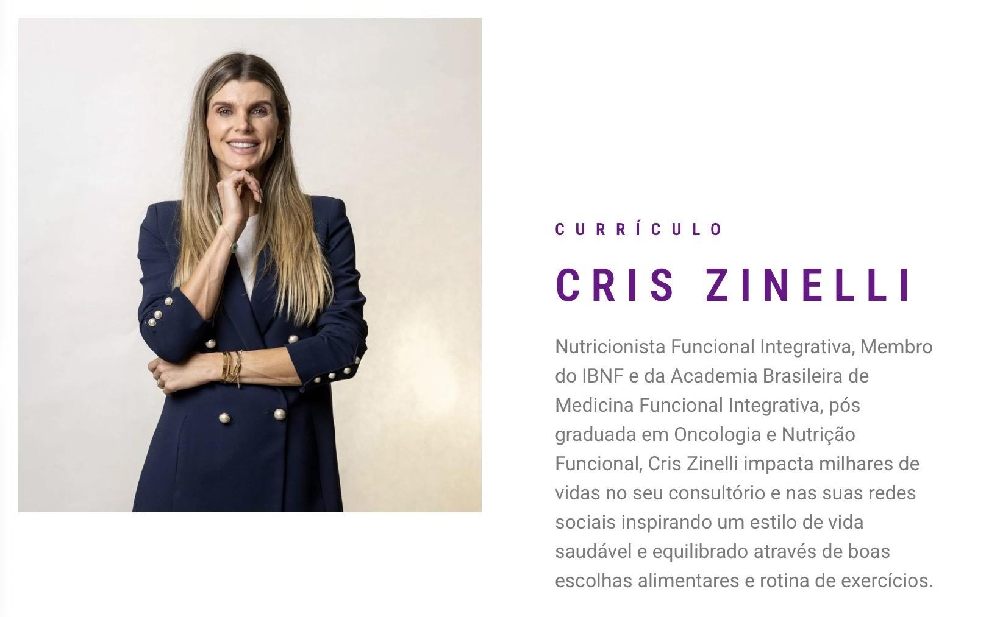 CURRÍCULO
CRIS ZINELLI
Nutricionista Funcional Integrativa, Membro
do IBNF e da Academia Brasileira de
Medicina Funcional Integrativa, pós
graduada em Oncologia e Nutrição
Funcional, Cris Zinelli impacta milhares de
vidas no seu consultório e nas suas redes
sociais inspirando um estilo de vida
saudável e equilibrado através de boas
escolhas alimentares e rotina de exercícios.